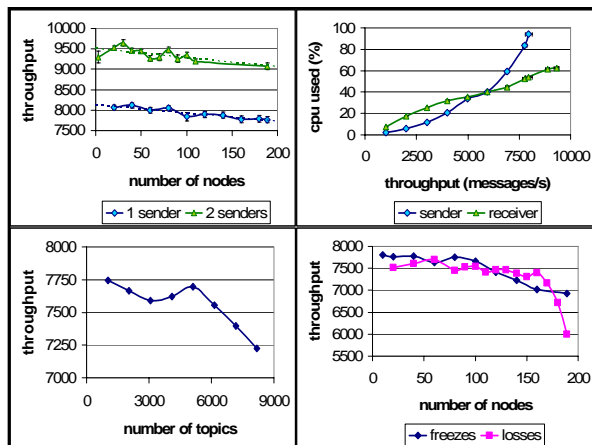 throughput
10000
9500
9000
8500
8000
7500
0 50 100 150 200
number of nodes
1 sender 2 senders
cpu used (%)
100
80
60
40
20
0
0 2500 5000 7500 10000
throughput (messages/s)
sender receiver
throughput
8000
7750
7500
7250
7000
0 3000 6000 9000
number of topics
throughput
8000
7500
7000
6500
6000
5500
0 50 100 150 200
number of nodes
freezes losses